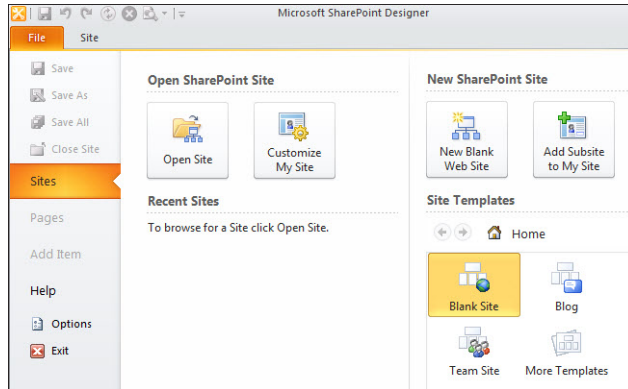 Microsoft SharePoint Designer
File
Site
Save
Save As
Save All
Close Site
Sites
Pages
Add Item
Help
Options
Exit
Open SharePoint Site
Open Site
Customize
My Site
Recent Sites
To browse for a Site click Open Site.
New SharePoint Site
New Blank
Web Site
Add Subsite
to My Site
Site Templates
Home
Blank Site
Blog
Team Site
More Templates